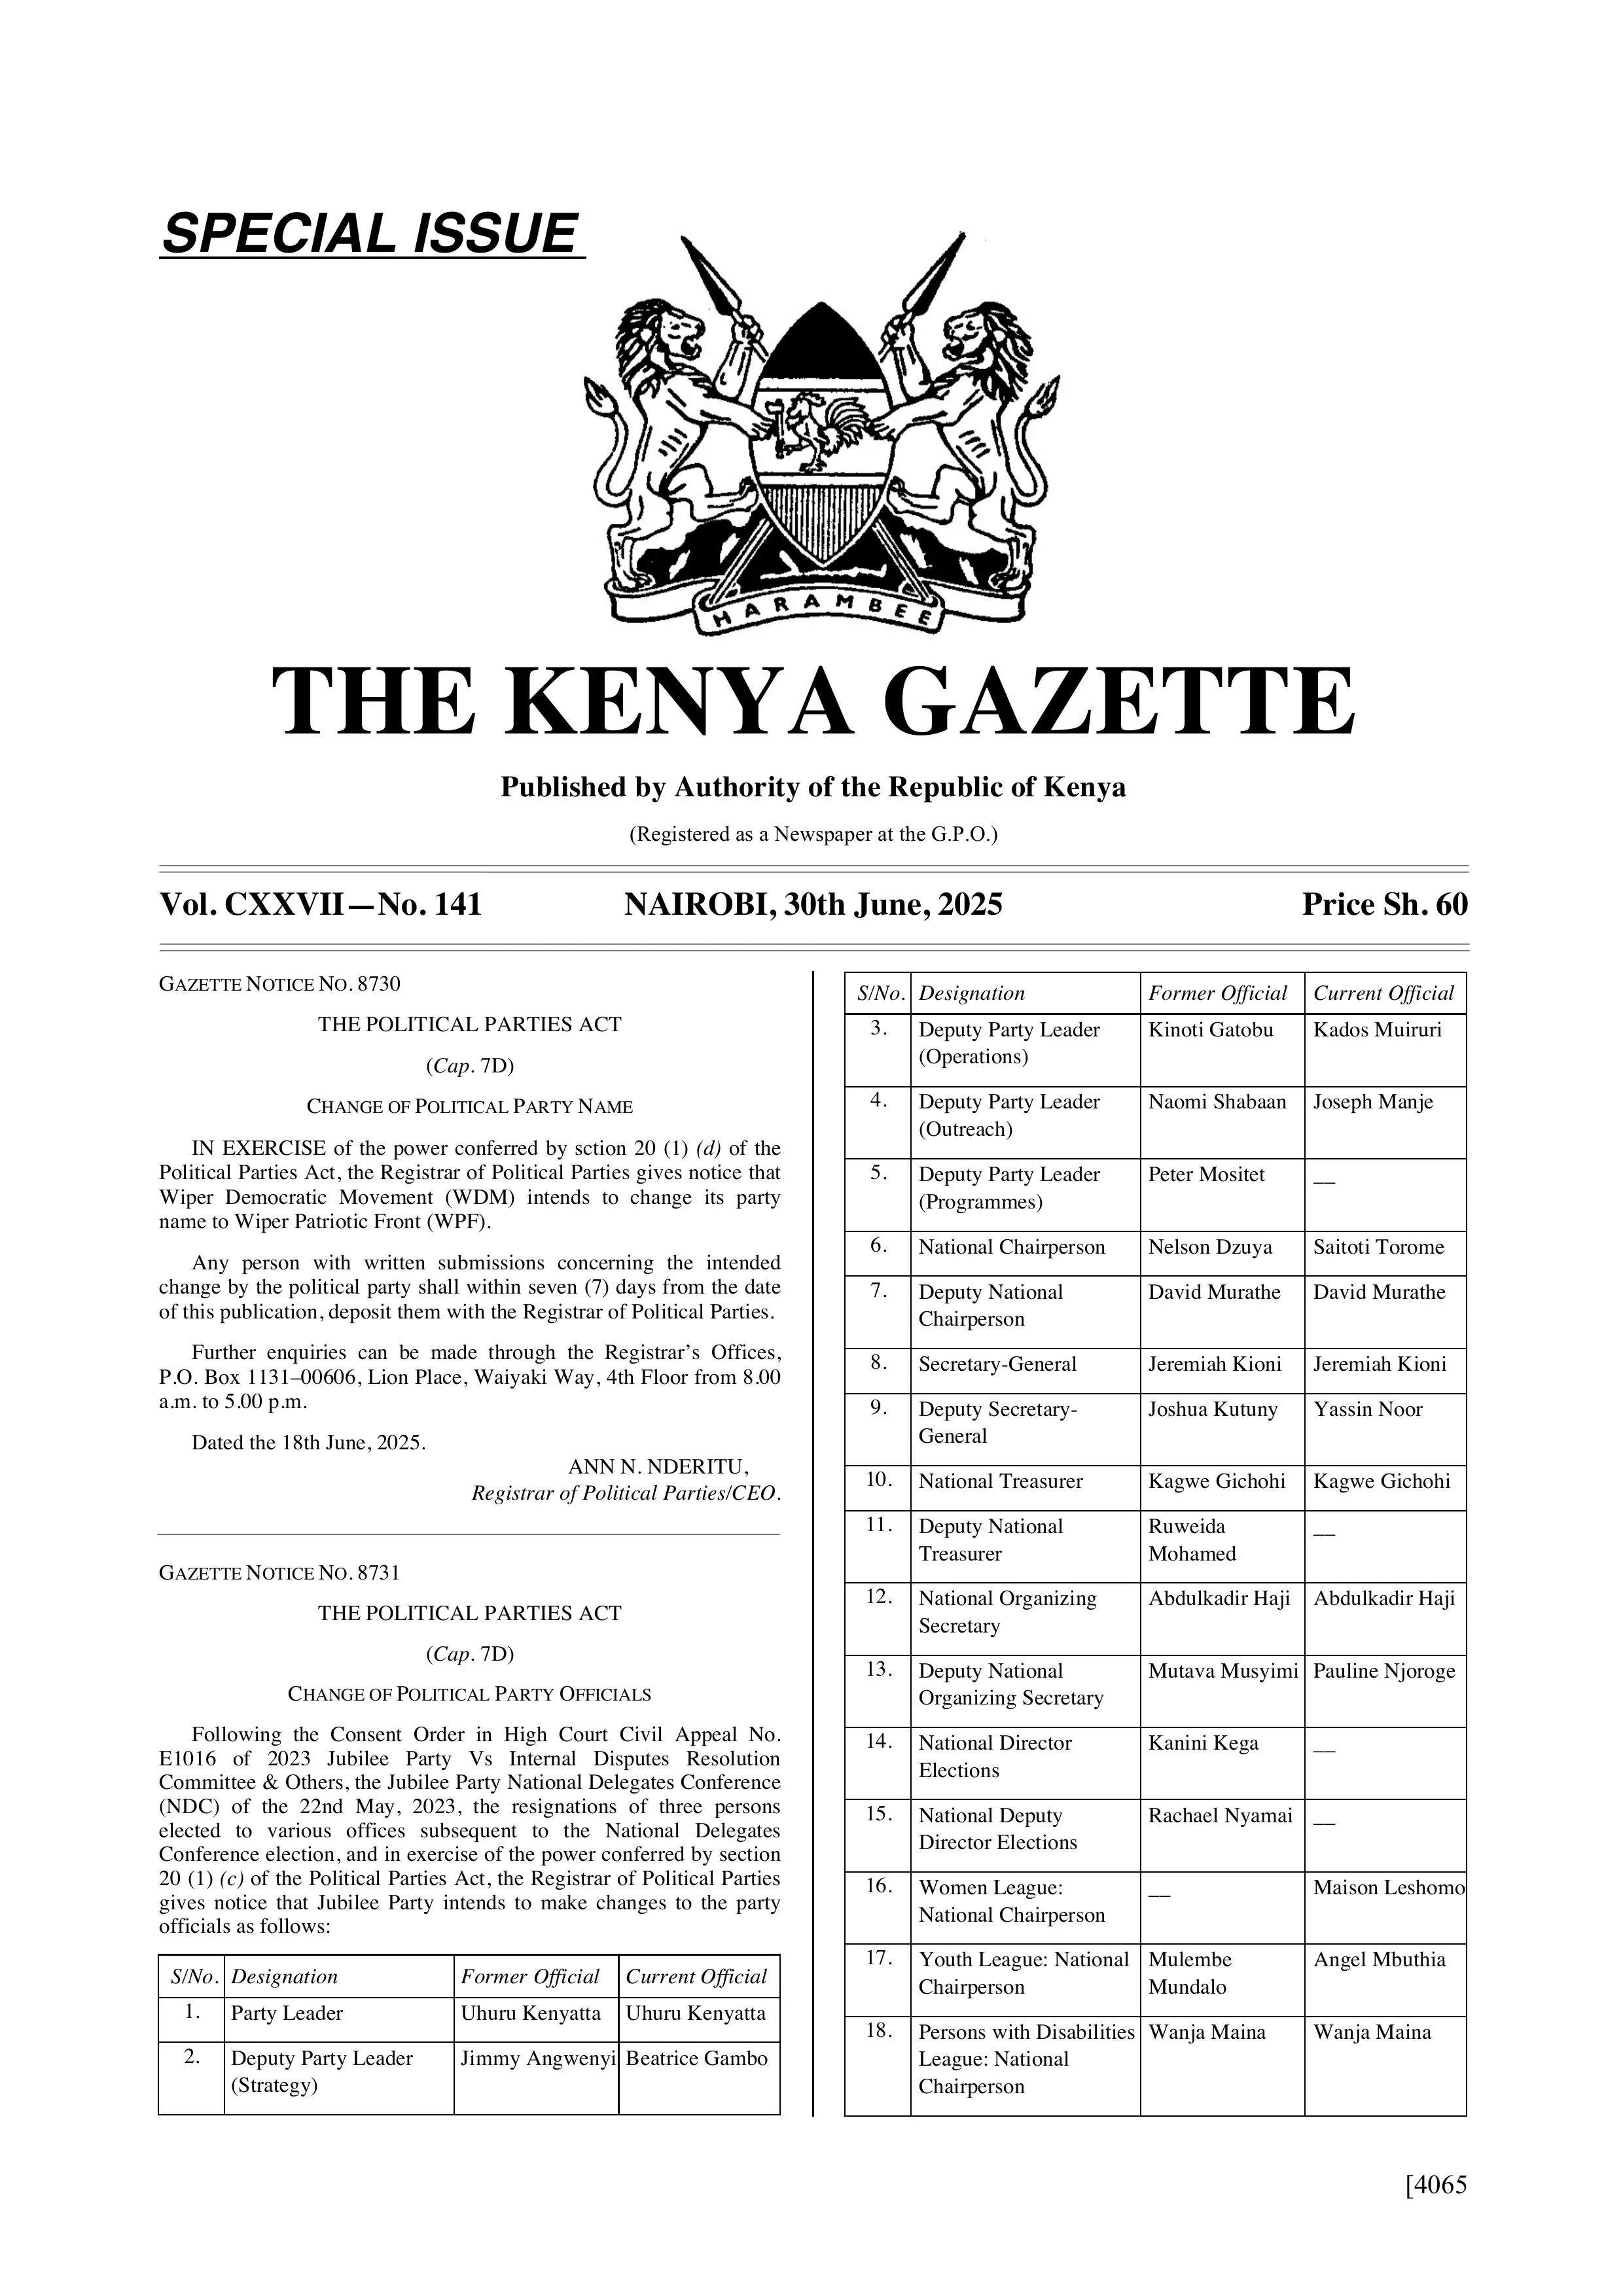 SPECIAL ISSUE
HARAMBEE
THE KENYA GAZETTE
Published by Authority of the Republic of Kenya
(Registered as a Newspaper at the G.P.O.)
Vol. CXXVII—No. 141 NAIROBI, 30th June, 2025 Price Sh. 60
GAZETTE NOTICE NO. 8730
THE POLITICAL PARTIES ACT
(Cap. 7D)
CHANGE OF POLITICAL PARTY NAME
IN EXERCISE of the power conferred by sction 20 (1) (d) of the
Political Parties Act, the Registrar of Political Parties gives notice that
Wiper Democratic Movement (WDM) intends to change its party
name to Wiper Patriotic Front (WPF).
Any person with written submissions concerning the intended
change by the political party shall within seven (7) days from the date
of this publication, deposit them with the Registrar of Political Parties.
Further enquiries can be made through the Registrar’s Offices,
P.O. Box 1131–00606, Lion Place, Waiyaki Way, 4th Floor from 8.00
a.m. to 5.00 p.m.
Dated the 18th June, 2025.
ANN N. NDERITU,
Registrar of Political Parties/CEO.
GAZETTE NOTICE NO. 8731
THE POLITICAL PARTIES ACT
(Cap. 7D)
CHANGE OF POLITICAL PARTY OFFICIALS
Following the Consent Order in High Court Civil Appeal No.
E1016 of 2023 Jubilee Party Vs Internal Disputes Resolution
Committee & Others, the Jubilee Party National Delegates Conference
(NDC) of the 22nd May, 2023, the resignations of three persons
elected to various offices subsequent to the National Delegates
Conference election, and in exercise of the power conferred by section
20 (1) (c) of the Political Parties Act, the Registrar of Political Parties
gives notice that Jubilee Party intends to make changes to the party
officials as follows:
S/No. Designation Former Official Current Official
1. Party Leader Uhuru Kenyatta Uhuru Kenyatta
2. Deputy Party Leader Jimmy Angwenyi Beatrice Gambo
(Strategy)
S/No. Designation Former Official Current Official
3. Deputy Party Leader Kinoti Gatobu Kados Muiruri
(Operations)
4. Deputy Party Leader Naomi Shabaan Joseph Manje
(Outreach)
5. Deputy Party Leader Peter Mositet __
(Programmes)
6. National Chairperson Nelson Dzuya Saitoti Torome
7. Deputy National David Murathe David Murathe
Chairperson
8. Secretary-General Jeremiah Kioni Jeremiah Kioni
9. Deputy Secretary- Joshua Kutuny Yassin Noor
General
10. National Treasurer Kagwe Gichohi Kagwe Gichohi
11. Deputy National Ruweida __
Treasurer Mohamed
12. National Organizing Abdulkadir Haji Abdulkadir Haji
Secretary
13. Deputy National Mutava Musyimi Pauline Njoroge
Organizing Secretary
14. National Director Kanini Kega __
Elections
15. National Deputy Rachael Nyamai __
Director Elections
16. Women League: __ Maison Leshomo
National Chairperson
17. Youth League: National Mulembe Angel Mbuthia
Chairperson Mundalo
18. Persons with Disabilities Wanja Maina Wanja Maina
League: National
Chairperson
[4065